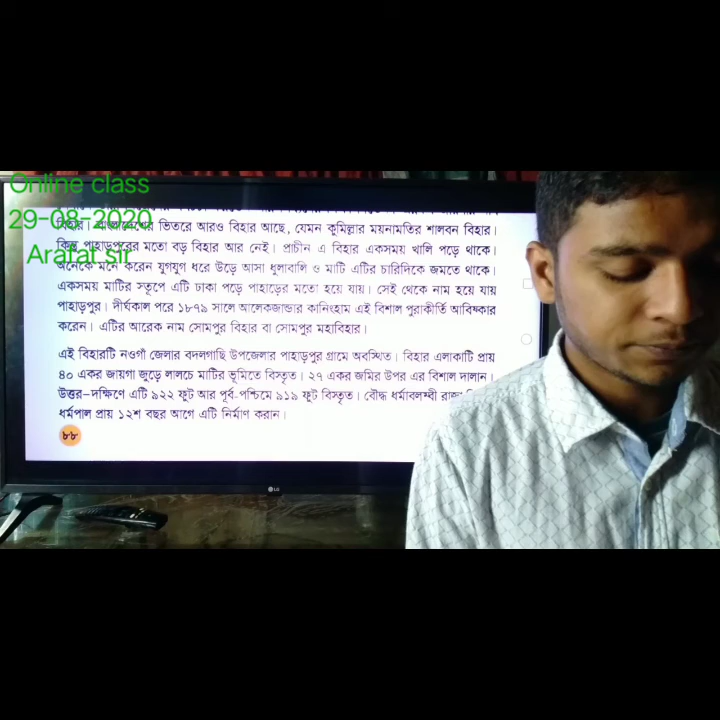 Online class
29-08-2020
Arafat sir
বিহার। বাংলাদেশের ভিতরে আরও বিহার আছে, যেমন কুমিল্লার ময়নামতির শালবন বিহার।
কিন্তু পাহাড়পুরের মতো বড় বিহার আর নেই। প্রাচীন এ বিহার একসময় খালি পড়ে থাকে।
অনেকে মনে করেন যুগযুগ ধরে উড়ে আসা ধুলাবালি ও মাটি এটির চারিদিকে জমতে থাকে।
একসময় মাটির স্তূপে এটি ঢাকা পড়ে পাহাড়ের মতো হয়ে যায়। সেই থেকে নাম হয়ে যায়
পাহাড়পুর। দীর্ঘকাল পরে ১৮৭৯ সালে আলেকজান্ডার কানিংহাম এই বিশাল পুরাকীর্তি আবিষ্কার
করেন। এটির আরেক নাম সোমপুর বিহার বা সোমপুর মহাবিহার।
এই বিহারটি নওগাঁ জেলার বদলগাছি উপজেলার পাহাড়পুর গ্রামে অবস্থিত। বিহার এলাকাটি প্রায়
৪০ একর জায়গা জুড়ে লালচে মাটির ভূমিতে বিস্তৃত। ২৭ একর জমির উপর এর বিশাল দালান।
উত্তর-দক্ষিণে এটি ৯২২ ফুট আর পূর্ব-পশ্চিমে ৯১৯ ফুট বিস্তৃত। বৌদ্ধ ধর্মাবলম্বী রাজা
ধর্মপাল প্রায় ১২শ বছর আগে এটি নির্মাণ করান।
৮৮
LG